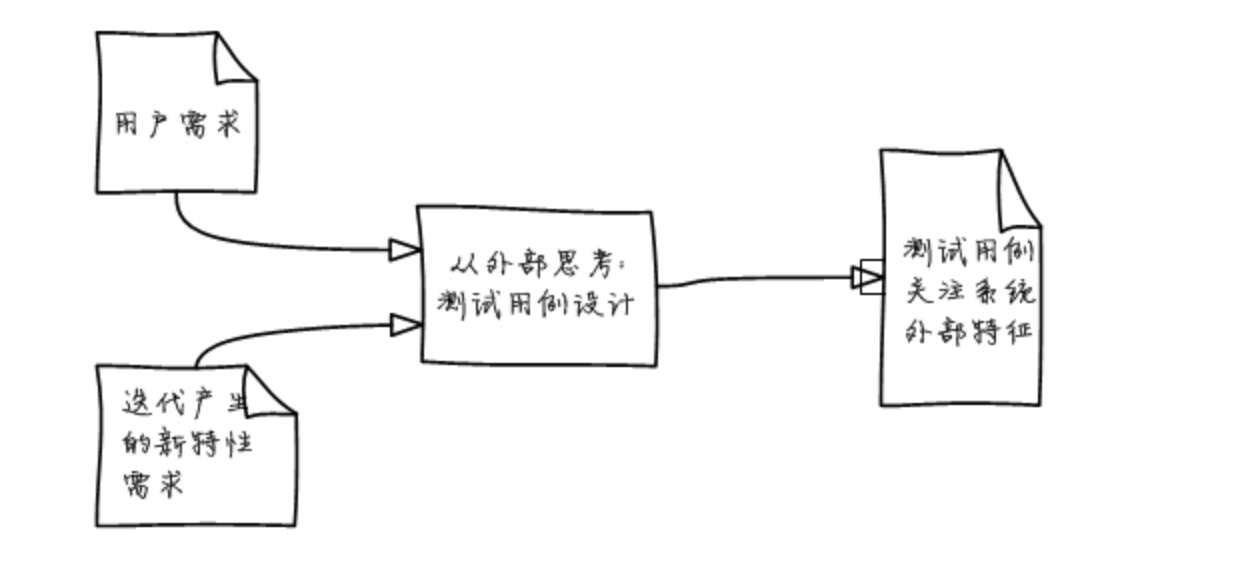 用户需求
从外部思考：
测试用例设计
迭代产生
的新特性
需求
测试用例
关注系统
外部特征